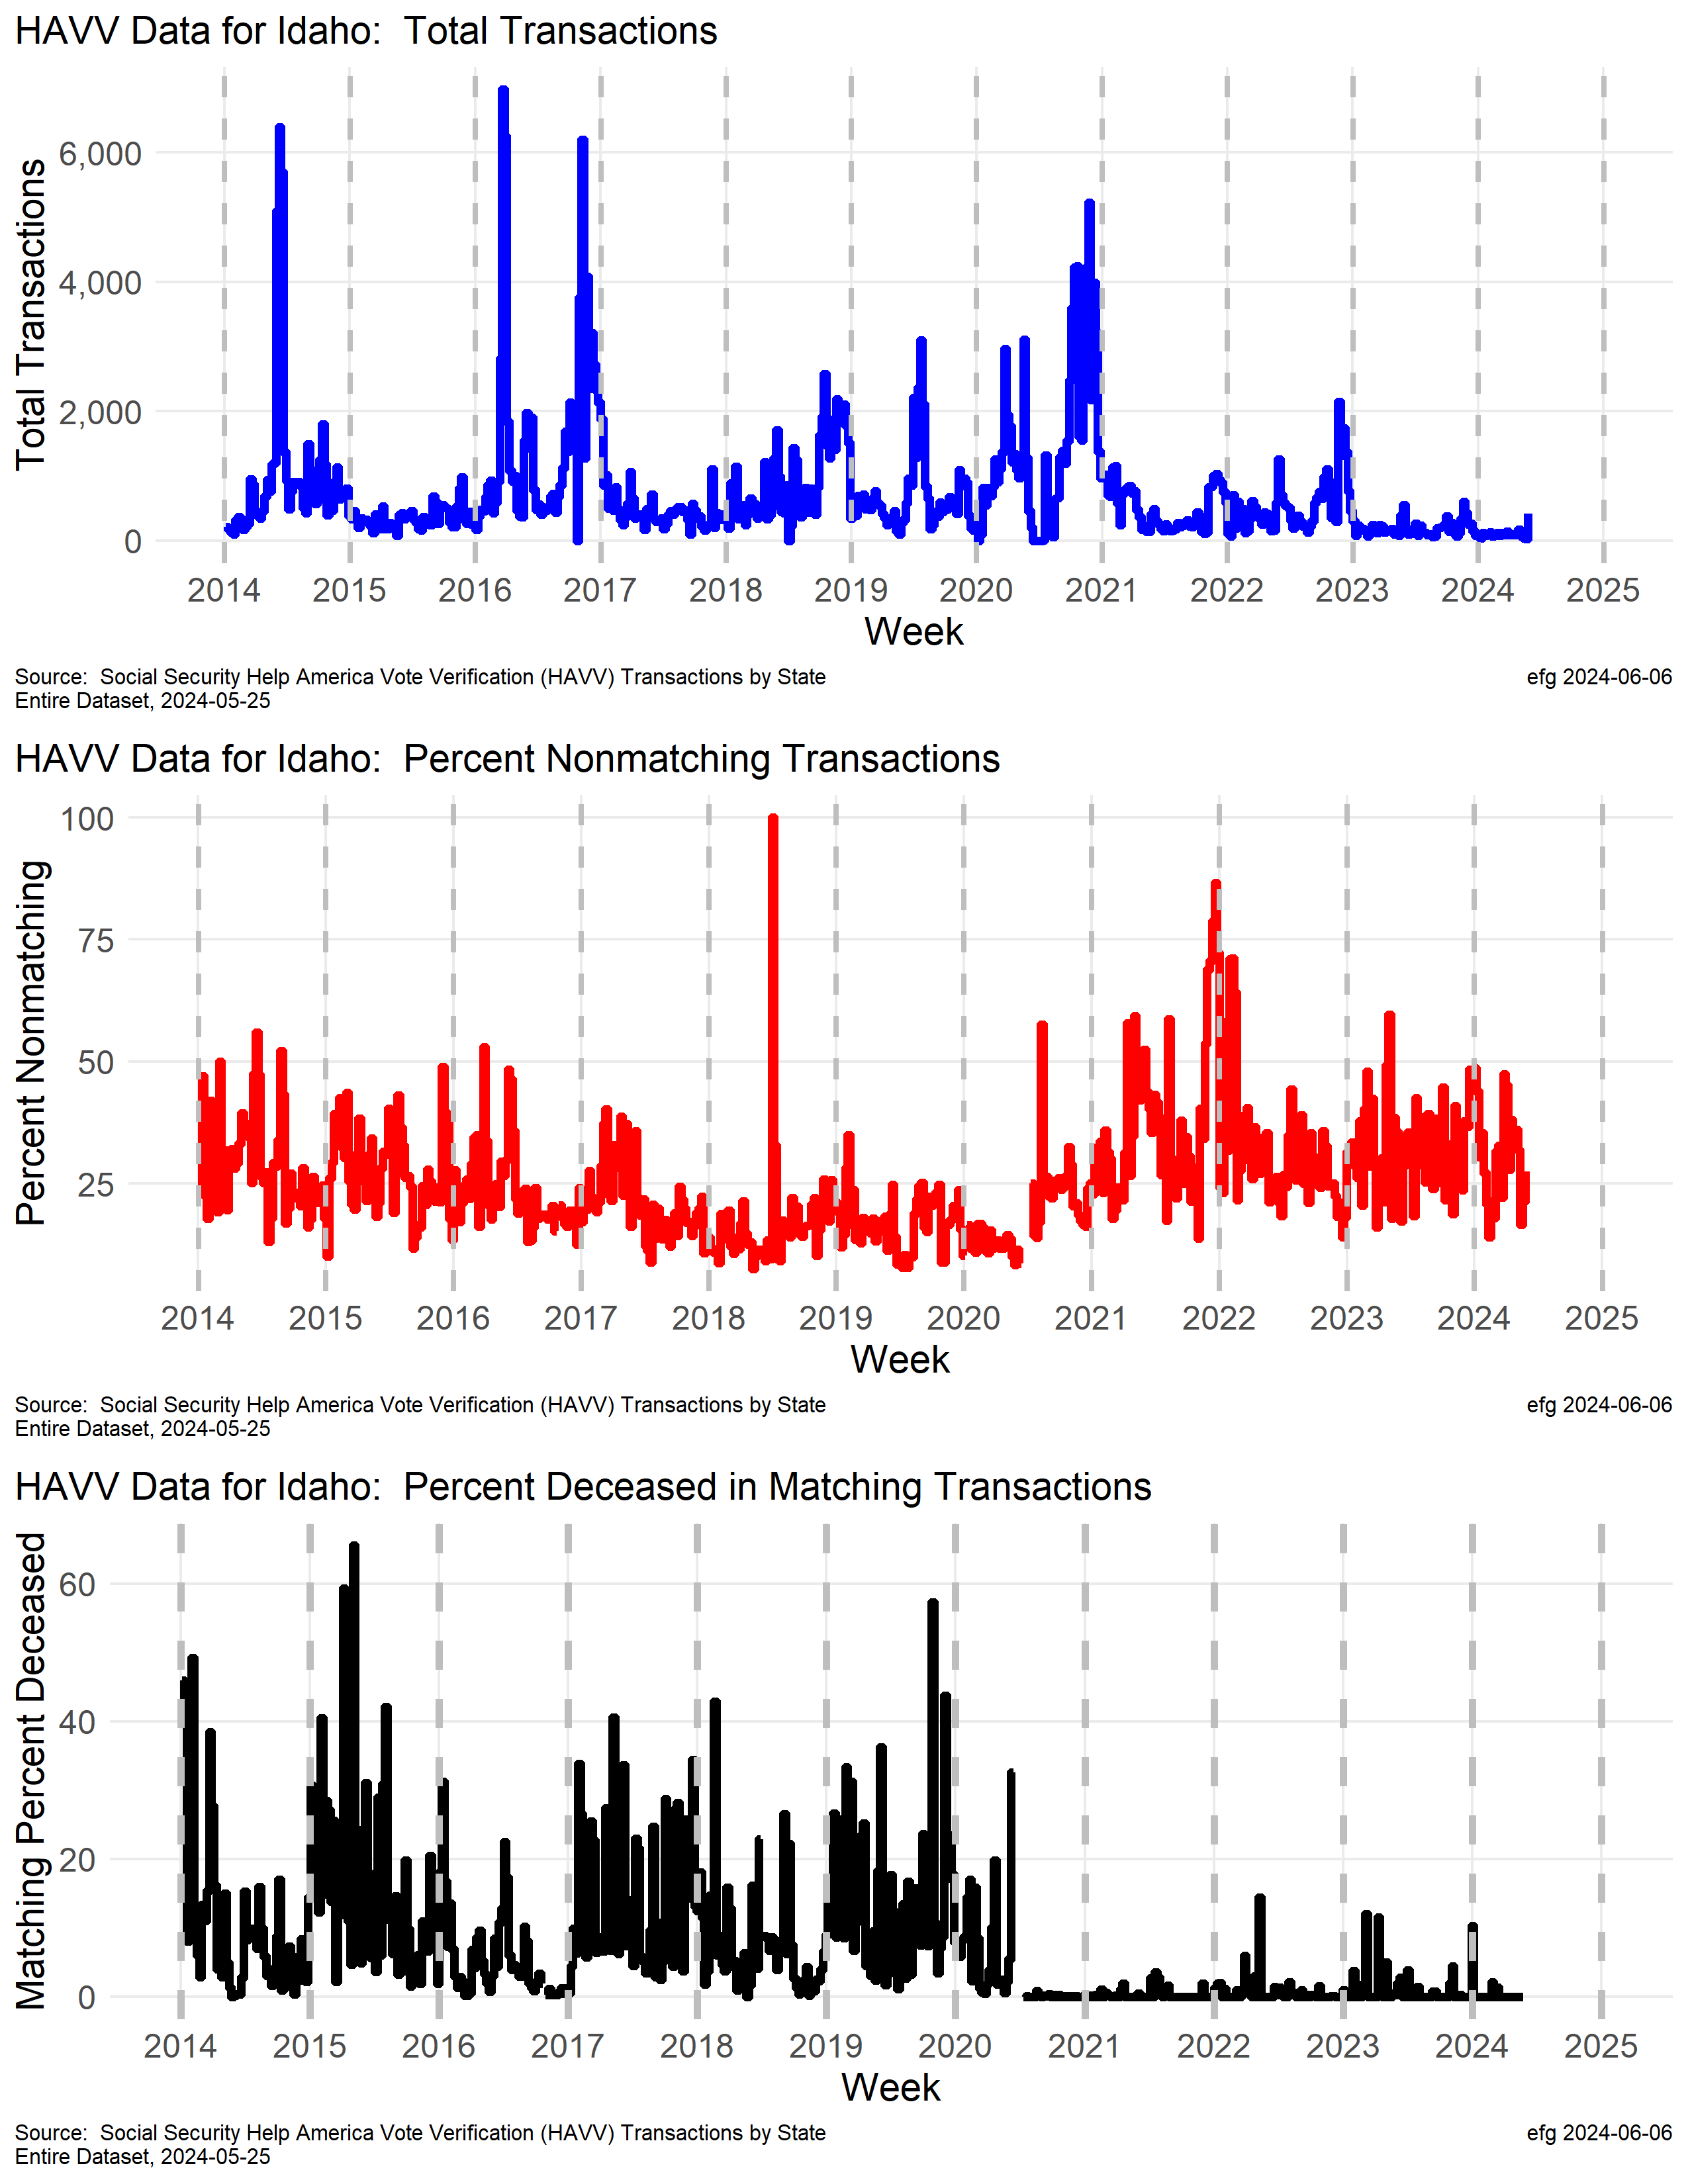 HAVV Data for Idaho:  Total Transactions
Total Transactions
6,000
4,000
2,000
0
2014 2015 2016 2017 2018 2019 2020 2021 2022 2023 2024 2025
Week
Source:  Social Security Help America Vote Verification (HAVV) Transactions by State efg 2024-06-06
Entire Dataset, 2024-05-25
HAVV Data for Idaho:  Percent Nonmatching Transactions
Percent Nonmatching
100
75
50
25
2014 2015 2016 2017 2018 2019 2020 2021 2022 2023 2024 2025
Week
Source:  Social Security Help America Vote Verification (HAVV) Transactions by State efg 2024-06-06
Entire Dataset, 2024-05-25
HAVV Data for Idaho:  Percent Deceased in Matching Transactions
Matching Percent Deceased
60
40
20
0
2014 2015 2016 2017 2018 2019 2020 2021 2022 2023 2024 2025
Week
Source:  Social Security Help America Vote Verification (HAVV) Transactions by State efg 2024-06-06
Entire Dataset, 2024-05-25